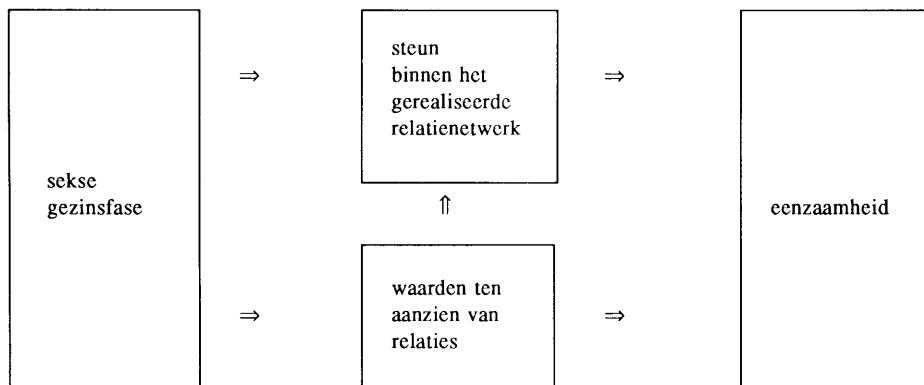 sekse
gezinsfase
⇒
⇒
steun
binnen het
gerealiseerde
relatienetwerk
⇑
waarden ten
aanzien van
relaties
⇒
⇒
eenzaamheid